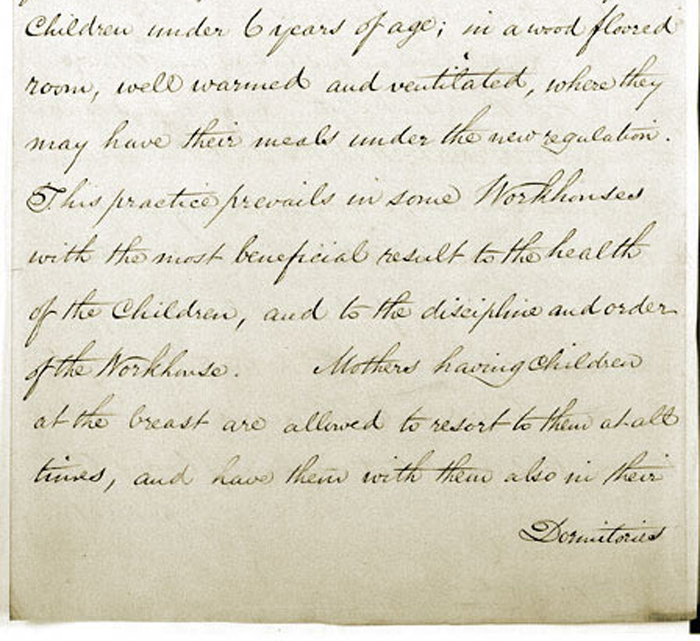 Children under 6 years of age; in a wood floored
room, well warmed and ventilated, where they
may have their meals under the new regulation.
This practice prevails in some Workhouses
with the most beneficial result to the health
of the Children, and to the discipline and order
of the Workhouse. Mothers having Children
at the breast are allowed to resort to them at all
times, and have them with them also in their
Dormitories